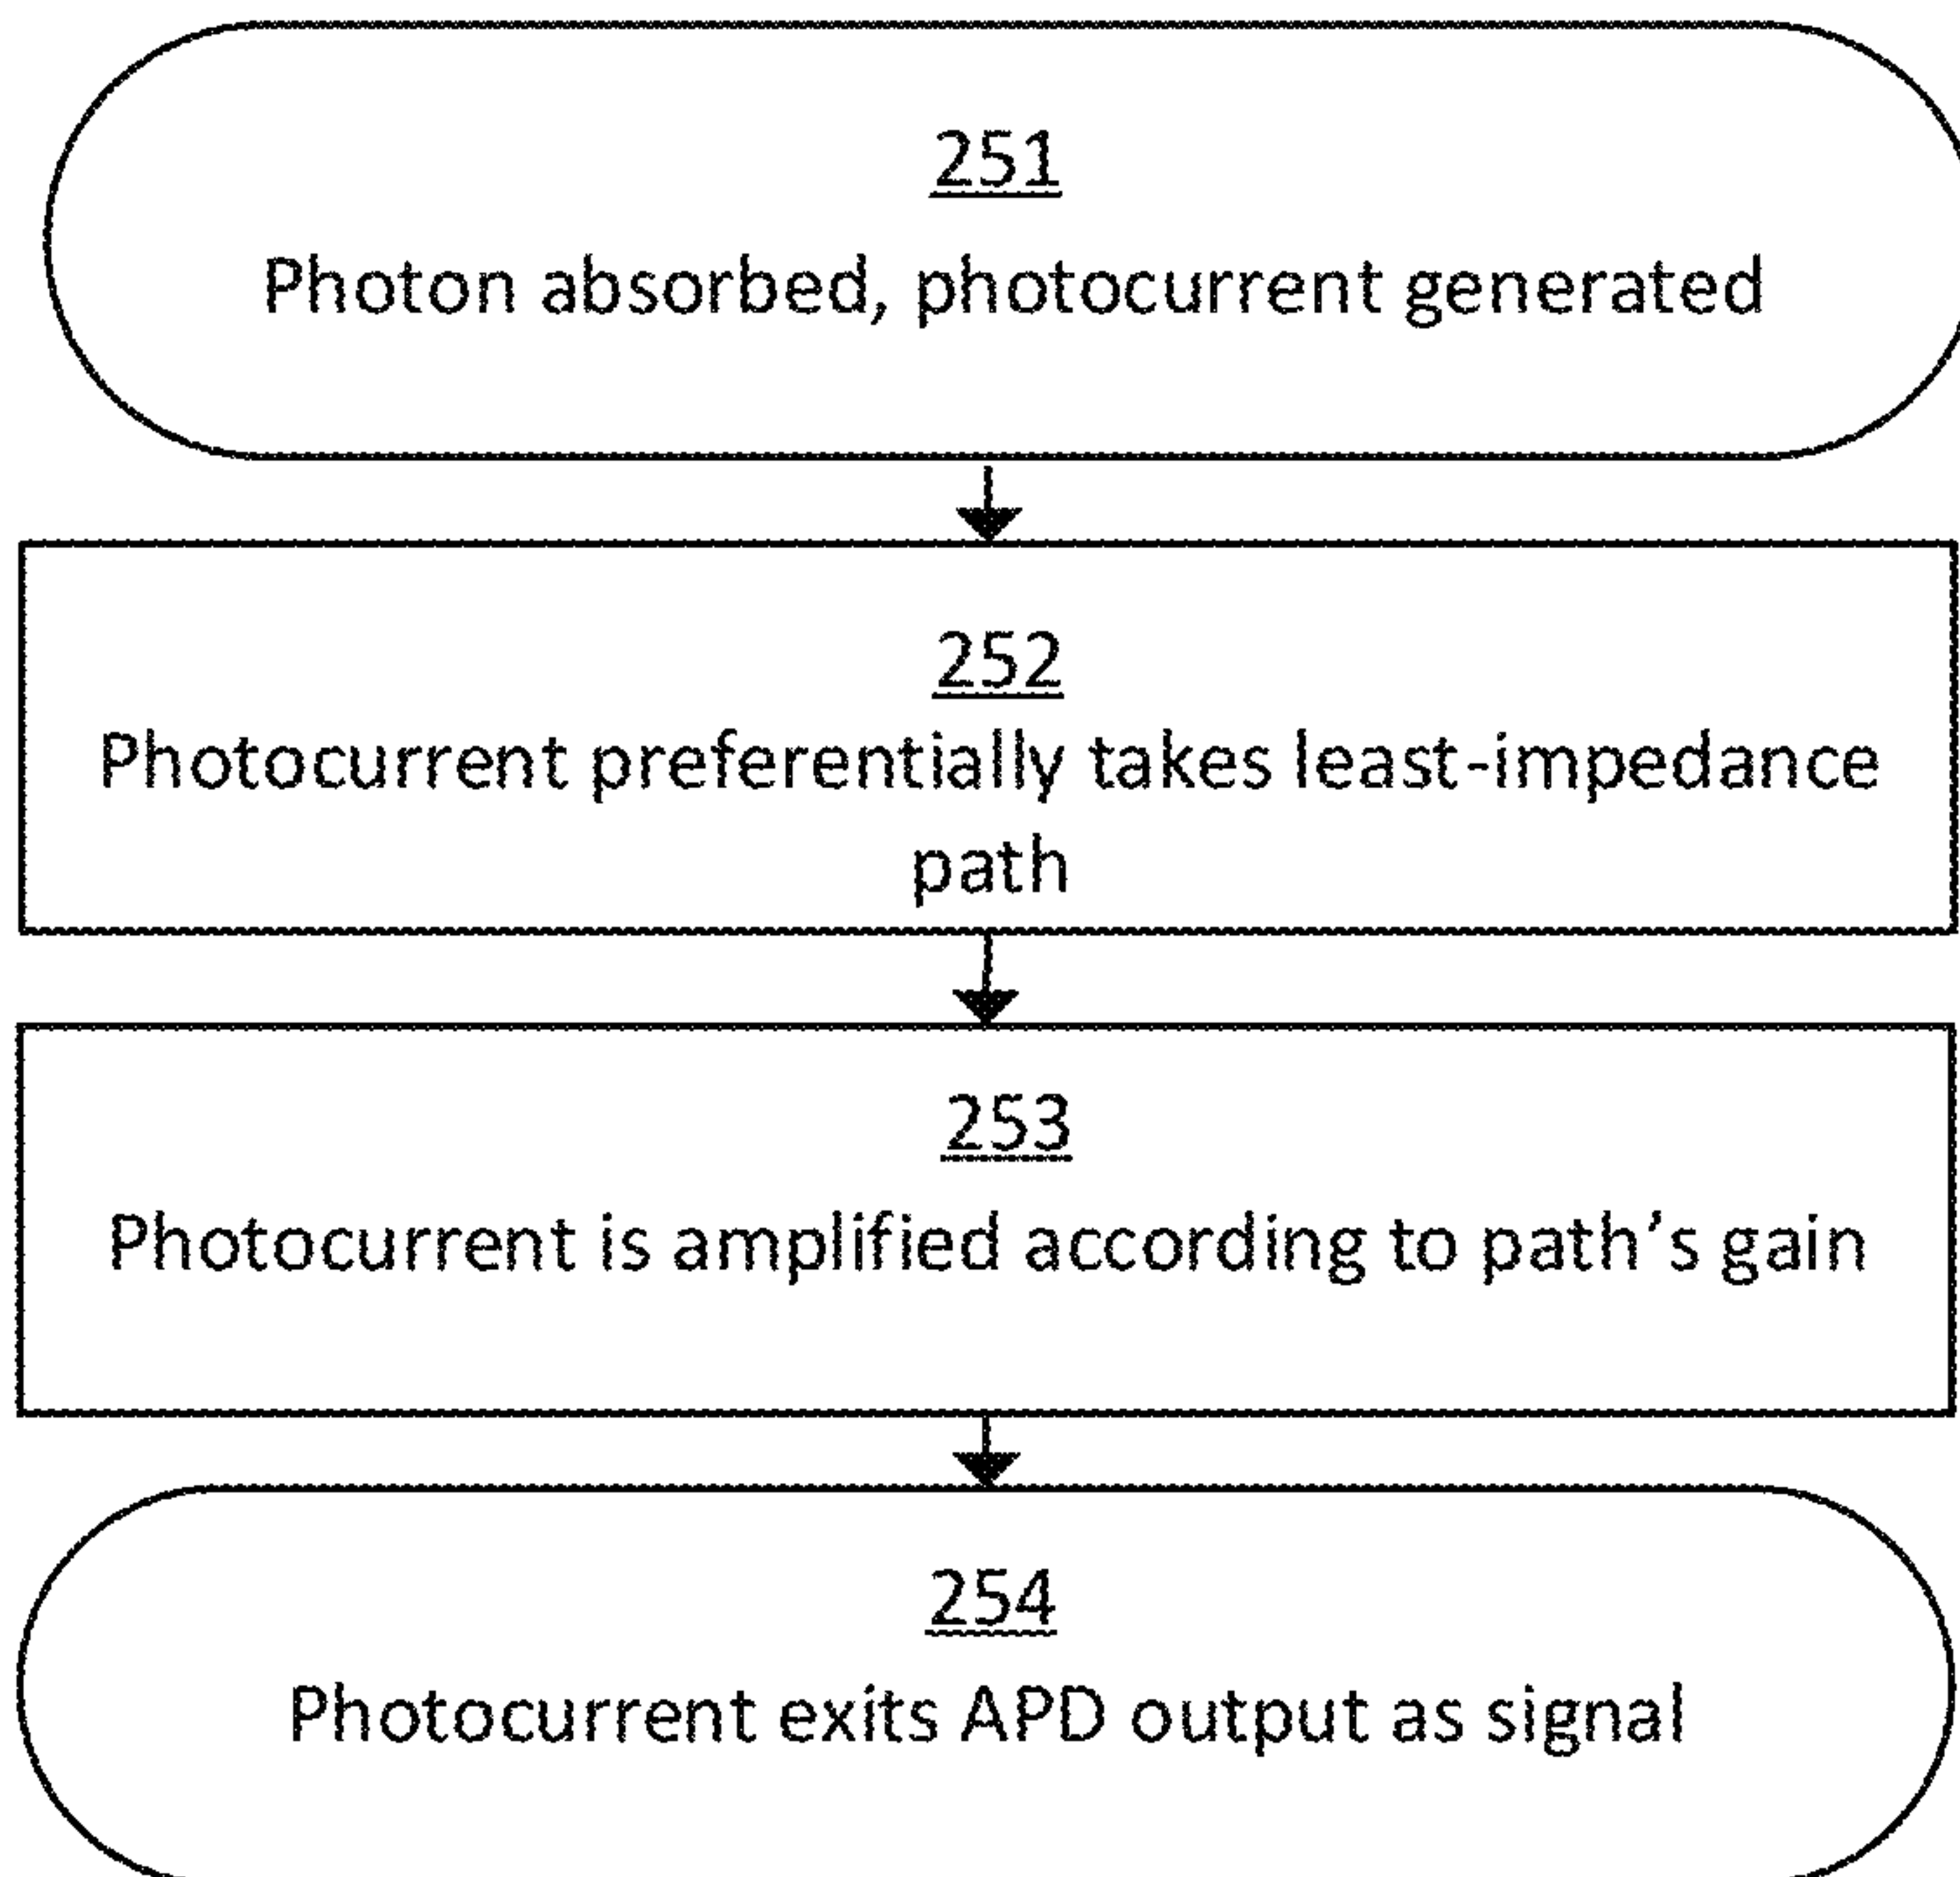 251
Photon absorbed, photocurrent generated
252
Photocurrent preferentially takes least-impedance
path
253
Photocurrent is amplified according to path’s gain
254
Photocurrent exits APD output as signal